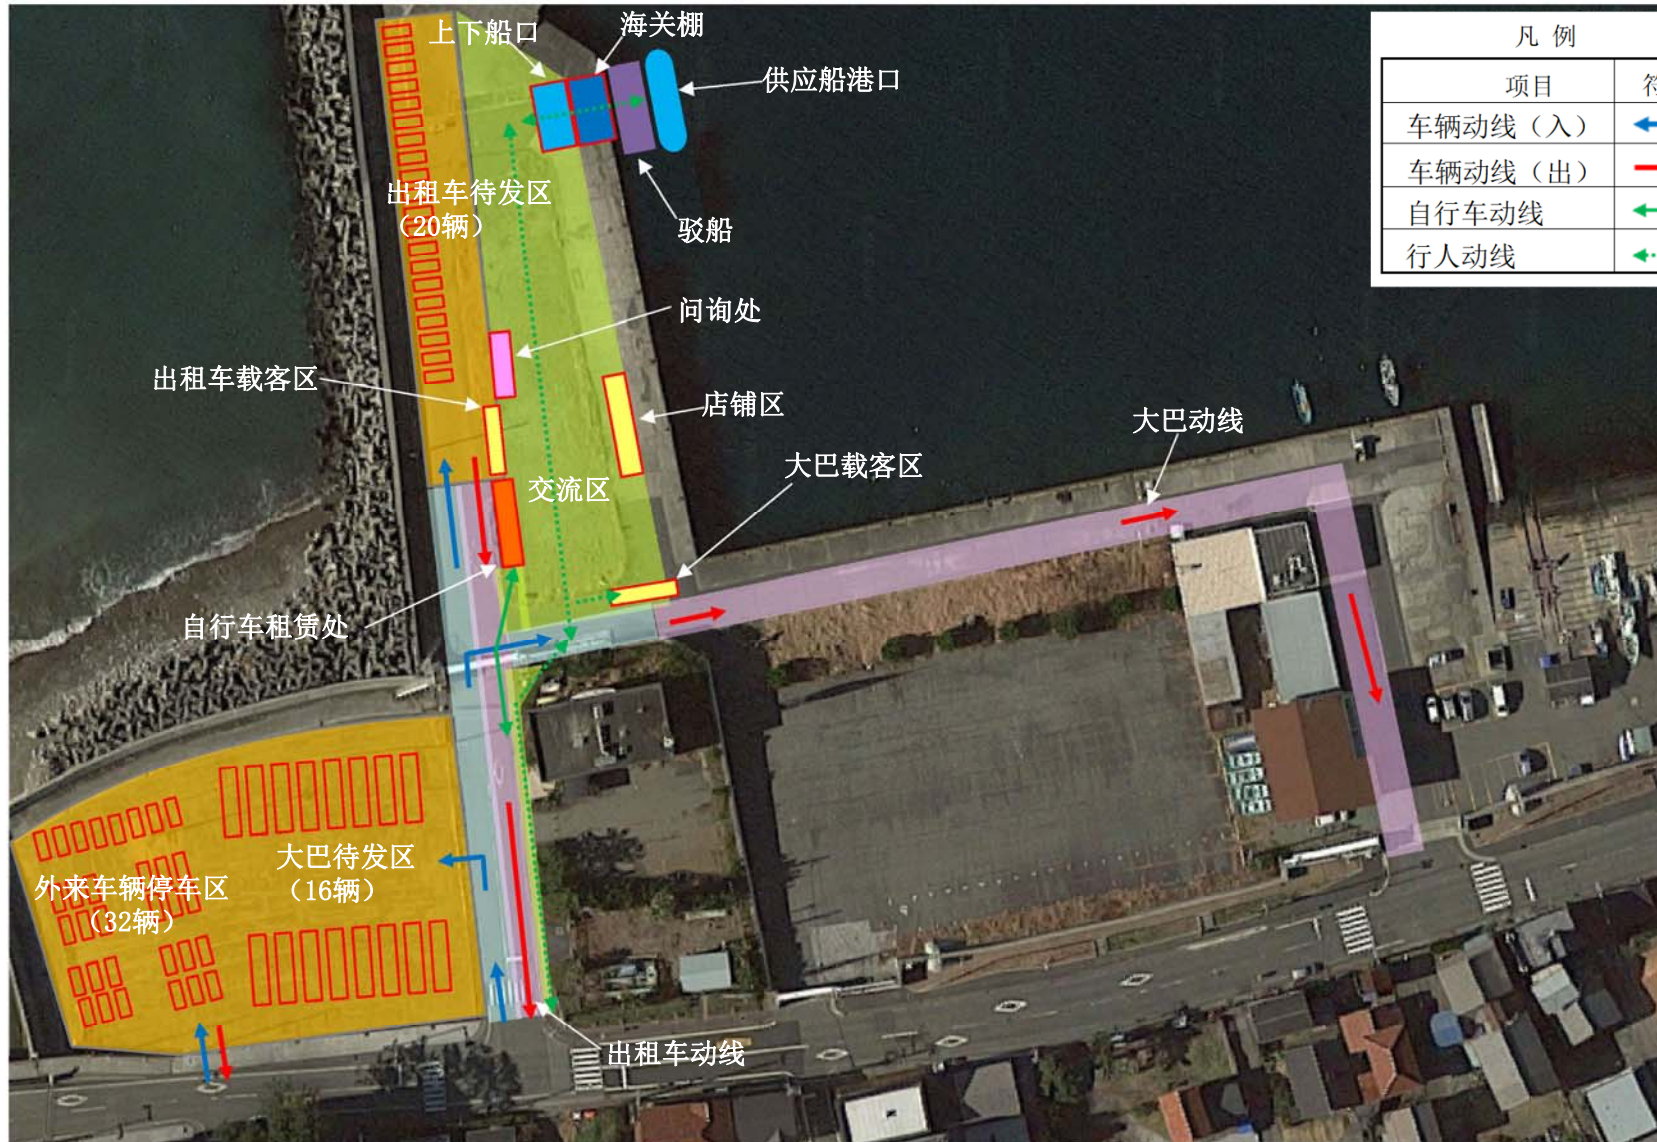 上下船口
海关棚
供应船港口
凡 例
项目
符
车辆动线（入）
车辆动线（出）
自行车动线
行人动线
出租车待发区
（20辆）
驳船
问询处
出租车载客区
店铺区
大巴动线
大巴载客区
交流区
自行车租赁处
大巴待发区
（16辆）
外来车辆停车区
（32辆）
出租车动线